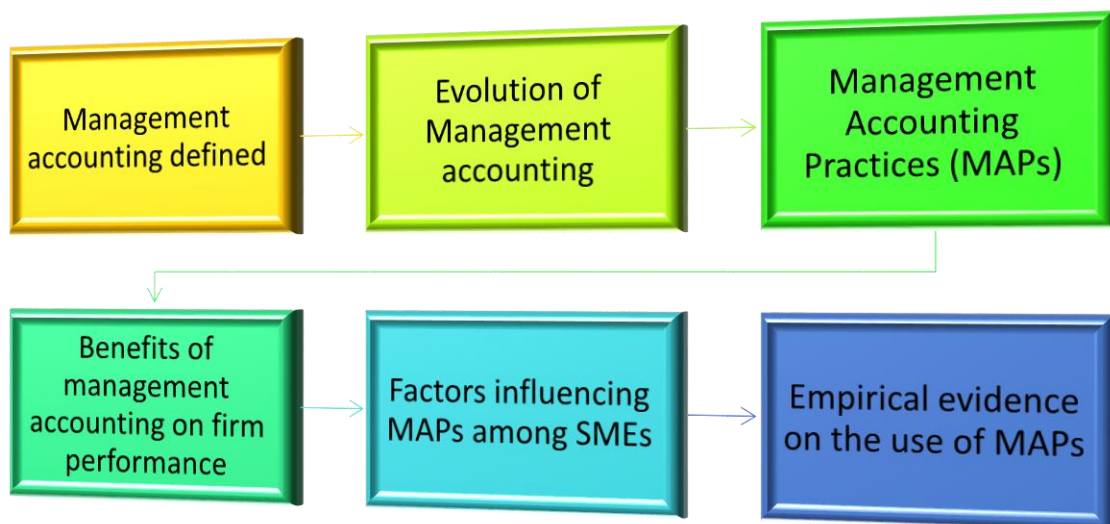 Management
accounting defined
Evolution of
Management
accounting
Management
Accounting
Practices (MAPs)
Benefits of
management
accounting on firm
performance
Factors influencing
MAPs among SMEs
Empirical evidence
on the use of MAPs